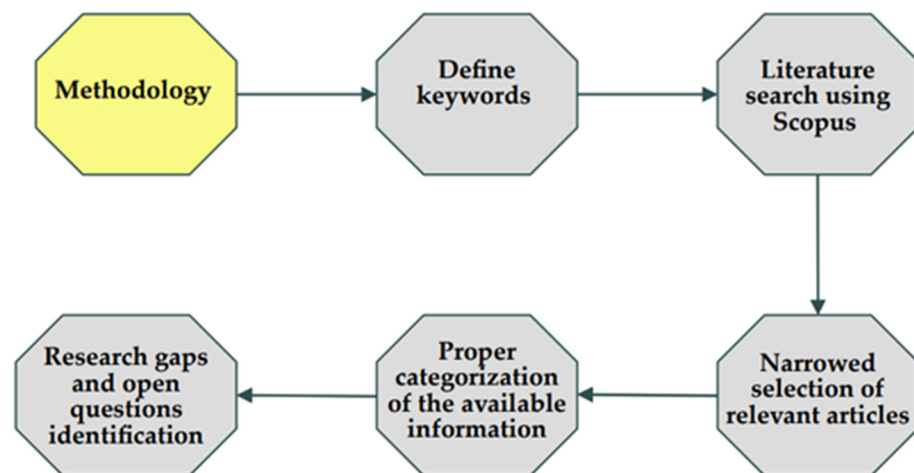 Methodology
Define
keywords
Literature
search using
Scopus
Narrowed
selection of
relevant articles
Proper
categorization
of the available
information
Research gaps
and open
questions
identification